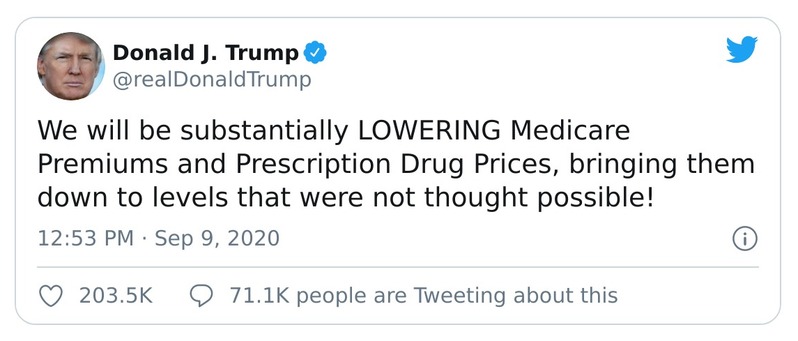 Donald J. Trump
@realDonaldTrump
We will be substantially LOWERING Medicare
Premiums and Prescription Drug Prices, bringing them
down to levels that were not thought possible!
12:53 PM · Sep 9, 2020
203.5K 71.1K people are Tweeting about this